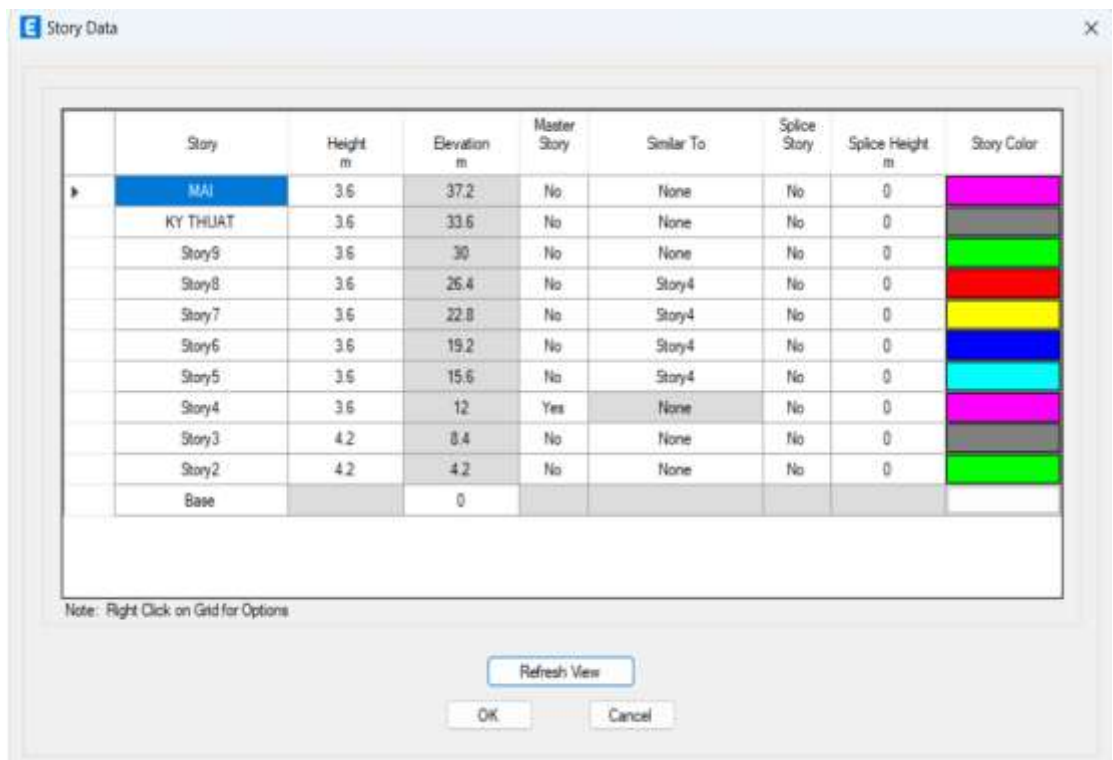 Story Data
Story Height m Elevation m Master Story Similar To Splice Story Splice Height m Story Color
MAI 3.6 37.2 No None No 0
KY THUAT 3.6 33.6 No None No 0
Story9 3.6 30 No None No 0
Story8 3.6 26.4 No Story4 No 0
Story7 3.6 22.8 No Story4 No 0
Story6 3.6 19.2 No Story4 No 0
Story5 3.6 15.6 No Story4 No 0
Story4 3.6 12 Yes None No 0
Story3 4.2 8.4 No None No 0
Story2 4.2 4.2 No None No 0
Base 0
Note: Right Click on Grid for Options
Refresh View
OK Cancel